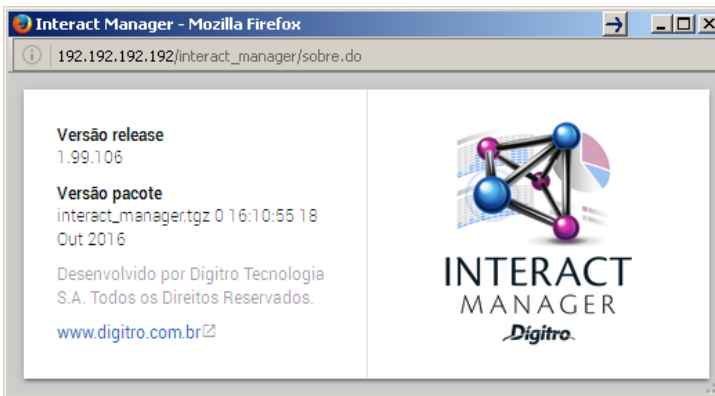 Interact Manager - Mozilla Firefox
192.192.192.192/interact_manager/sobre.do
Versão release
1.99.106
Versão pacote
interact_manager.tgz 0 16:10:55 18
Out 2016
Desenvolvido por Dígitro Tecnologia
S.A. Todos os Direitos Reservados.
www.digitro.com.br
INTERACT
MANAGER
Dígitro